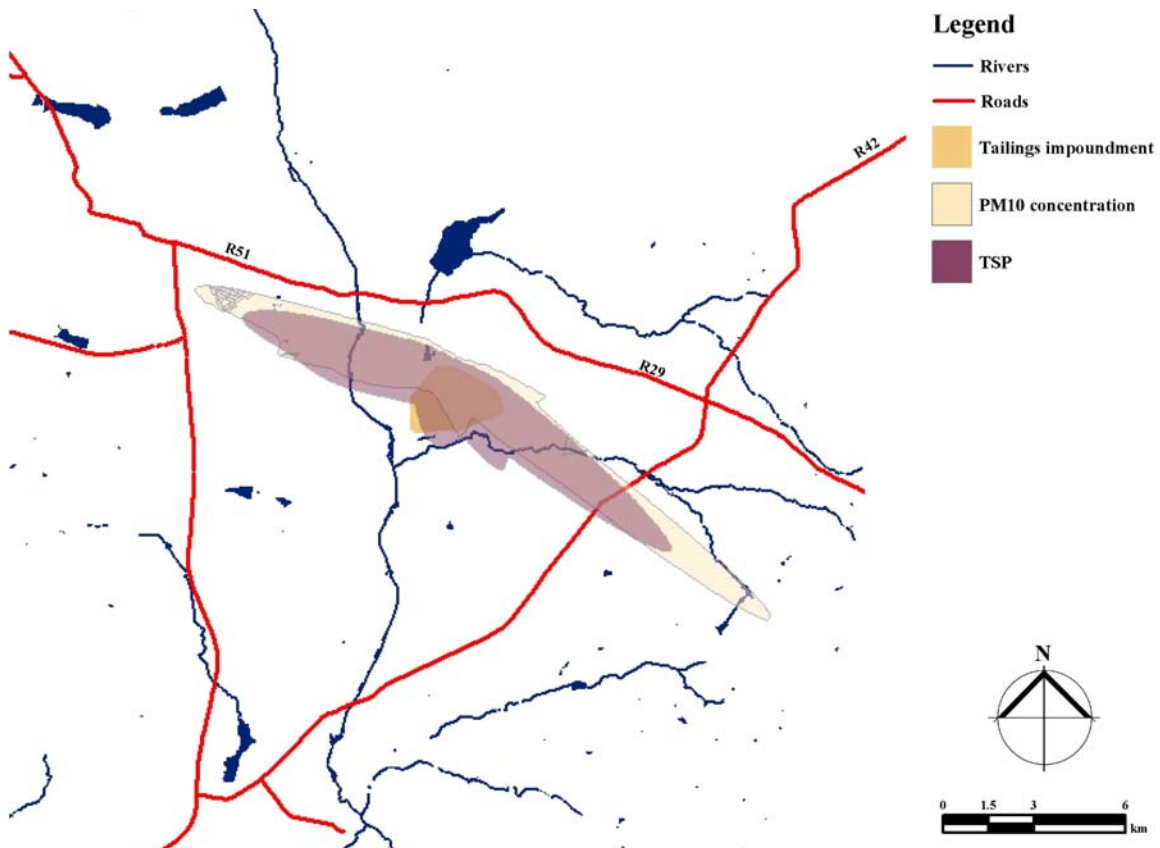 Legend
Rivers
Roads
Tailings impoundment
PM10 concentration
TSP
R42
R51
R29
N
0 1.5 3 6
km